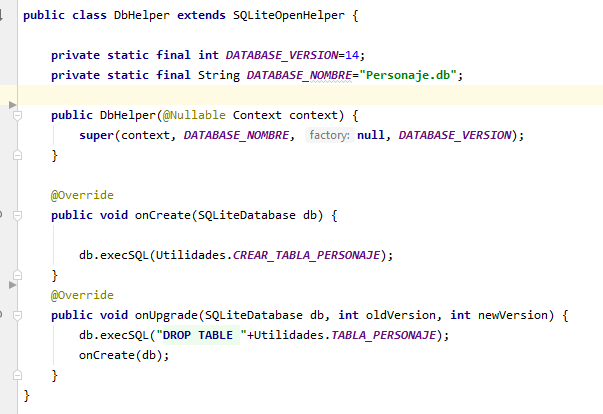 public class DbHelper extends SQLiteOpenHelper {
private static final int DATABASE_VERSION=14;
private static final String DATABASE_NOMBRE="Personaje.db";
public DbHelper(@Nullable Context context) {
super(context, DATABASE_NOMBRE, factory: null, DATABASE_VERSION);
}
@Override
public void onCreate(SQLiteDatabase db) {
db.execSQL(Utilidades.CREAR_TABLA_PERSONAJE);
}
@Override
public void onUpgrade(SQLiteDatabase db, int oldVersion, int newVersion) {
db.execSQL("DROP TABLE "+Utilidades.TABLA_PERSONAJE);
onCreate(db);
}
}